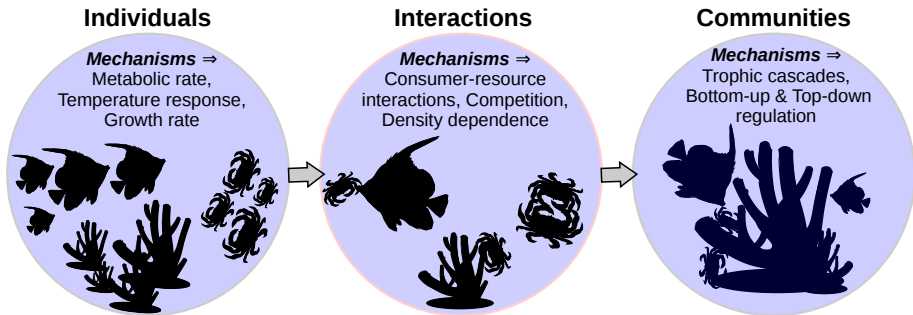 Individuals
Mechanisms ⇒
Metabolic rate,
Temperature response,
Growth rate
Interactions
Mechanisms ⇒
Consumer-resource
interactions, Competition,
Density dependence
Communities
Mechanisms ⇒
Trophic cascades,
Bottom-up & Top-down
regulation